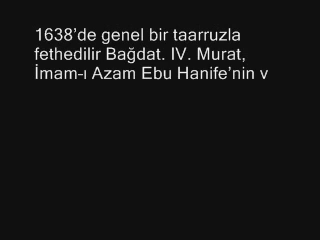 1638’de genel bir taarruzla
fethedilir Bağdat. IV. Murat,
İmam-ı Azam Ebu Hanife’nin v